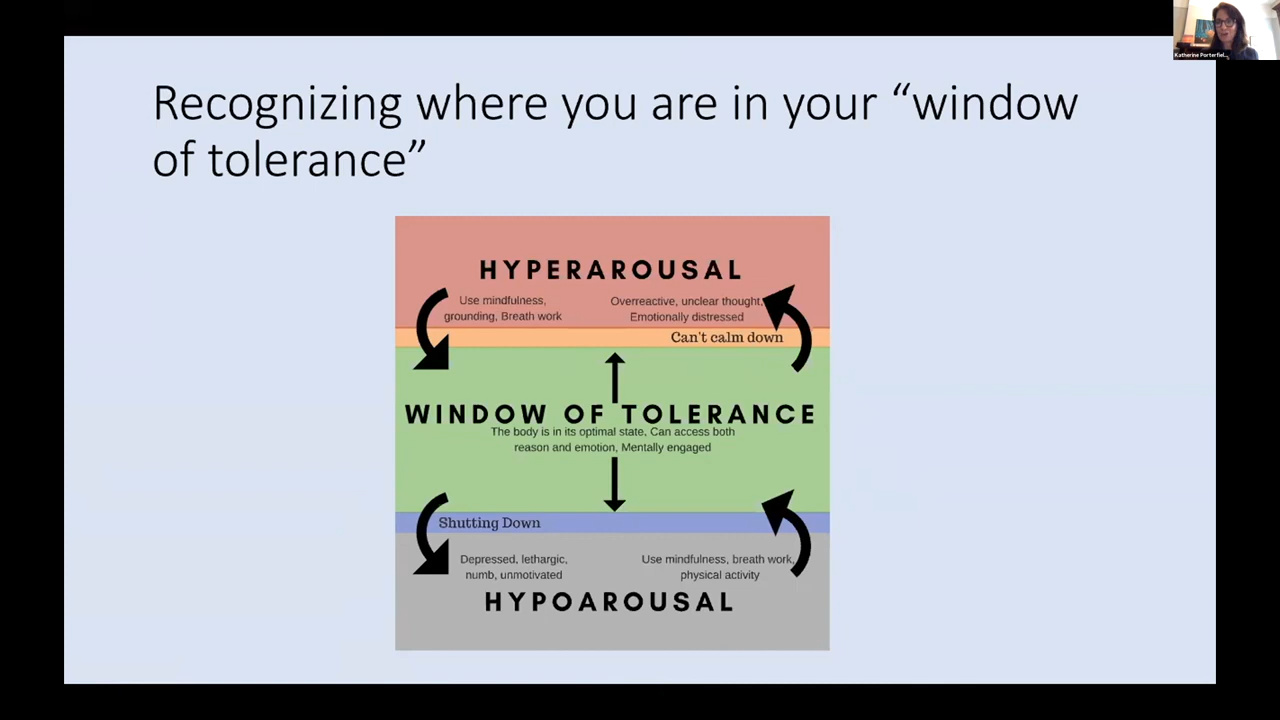 Katherine Porterfiel...
Recognizing where you are in your “window
of tolerance”
HYPERAROUSAL
Use mindfulness,
grounding, Breath work
Overreactive, unclear thought,
Emotionally distressed
Can't calm down
WINDOW OF TOLERANCE
The body is in its optimal state, Can access both
reason and emotion, Mentally engaged
Shutting Down
Depressed, lethargic,
numb, unmotivated
Use mindfulness, breath work,
physical activity
HYPOAROUSAL